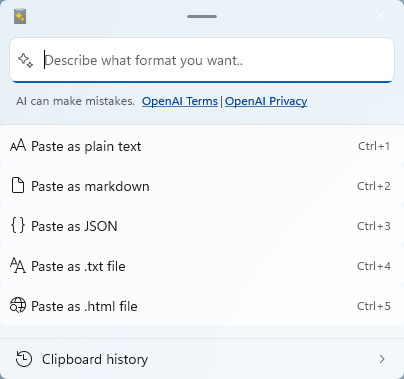 Describe what format you want..
AI can make mistakes. OpenAI Terms | OpenAI Privacy
Paste as plain text Ctrl+1
Paste as markdown Ctrl+2
Paste as JSON Ctrl+3
Paste as .txt file Ctrl+4
Paste as .html file Ctrl+5
Clipboard history